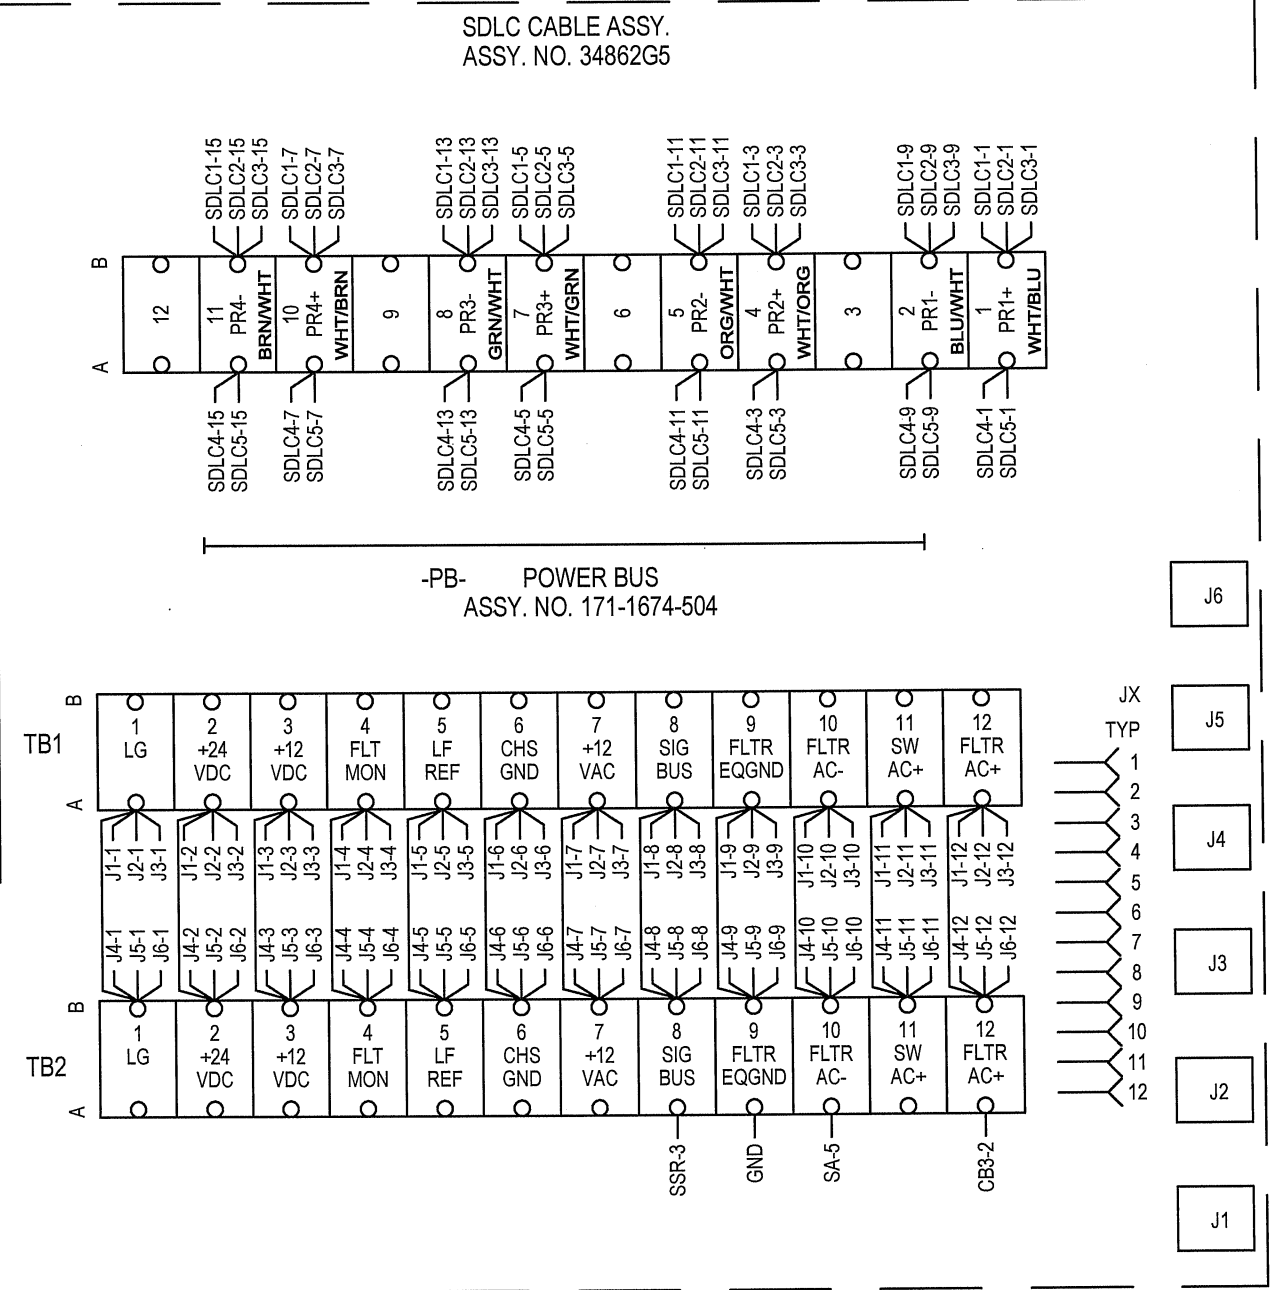 SDLC CABLE ASSY.
ASSY. NO. 34862G5
SDLC1-15
SDLC2-15
SDLC3-15
SDLC1-7
SDLC2-7
SDLC3-7
SDLC1-13
SDLC2-13
SDLC3-13
SDLC1-5
SDLC2-5
SDLC3-5
SDLC1-11
SDLC2-11
SDLC3-11
SDLC1-3
SDLC2-3
SDLC3-3
SDLC1-9
SDLC2-9
SDLC3-9
SDLC1-1
SDLC2-1
SDLC3-1
B
A
12
11
PR4-
BRN/WHT
10
PR4+
WHT/BRN
9
8
PR3-
GRN/WHT
7
PR3+
WHT/GRN
6
5
PR2-
ORG/WHT
4
PR2+
WHT/ORG
3
2
PR1-
BLU/WHT
1
PR1+
WHT/BLU
SDLC4-15
SDLC5-15
SDLC4-7
SDLC5-7
SDLC4-13
SDLC5-13
SDLC4-5
SDLC5-5
SDLC4-11
SDLC5-11
SDLC4-3
SDLC5-3
SDLC4-9
SDLC5-9
SDLC4-1
SDLC5-1
-PB- POWER BUS
ASSY. NO. 171-1674-504
TB1
B
A
1
LG
2
+24
VDC
3
+12
VDC
4
FLT
MON
5
LF
REF
6
CHS
GND
7
+12
VAC
8
SIG
BUS
9
FLTR
EQGND
10
FLTR
AC-
11
SW
AC+
12
FLTR
AC+
J1-1
J2-1
J3-1
J1-2
J2-2
J3-2
J1-3
J2-3
J3-3
J1-4
J2-4
J3-4
J1-5
J2-5
J3-5
J1-6
J2-6
J3-6
J1-7
J2-7
J3-7
J1-8
J2-8
J3-8
J1-9
J2-9
J3-9
J1-10
J2-10
J3-10
J1-11
J2-11
J3-11
J1-12
J2-12
J3-12
J4-1
J5-1
J6-1
J4-2
J5-2
J6-2
J4-3
J5-3
J6-3
J4-4
J5-4
J6-4
J4-5
J5-5
J6-5
J4-6
J5-6
J6-6
J4-7
J5-7
J6-7
J4-8
J5-8
J6-8
J4-9
J5-9
J6-9
J4-10
J5-10
J6-10
J4-11
J5-11
J6-11
J4-12
J5-12
J6-12
TB2
B
A
1
LG
2
+24
VDC
3
+12
VDC
4
FLT
MON
5
LF
REF
6
CHS
GND
7
+12
VAC
8
SIG
BUS
9
FLTR
EQGND
10
FLTR
AC-
11
SW
AC+
12
FLTR
AC+
SSR-3
GND
SA-5
CB3-2
JX
TYP
1
2
3
4
5
6
7
8
9
10
11
12
J6
J5
J4
J3
J2
J1